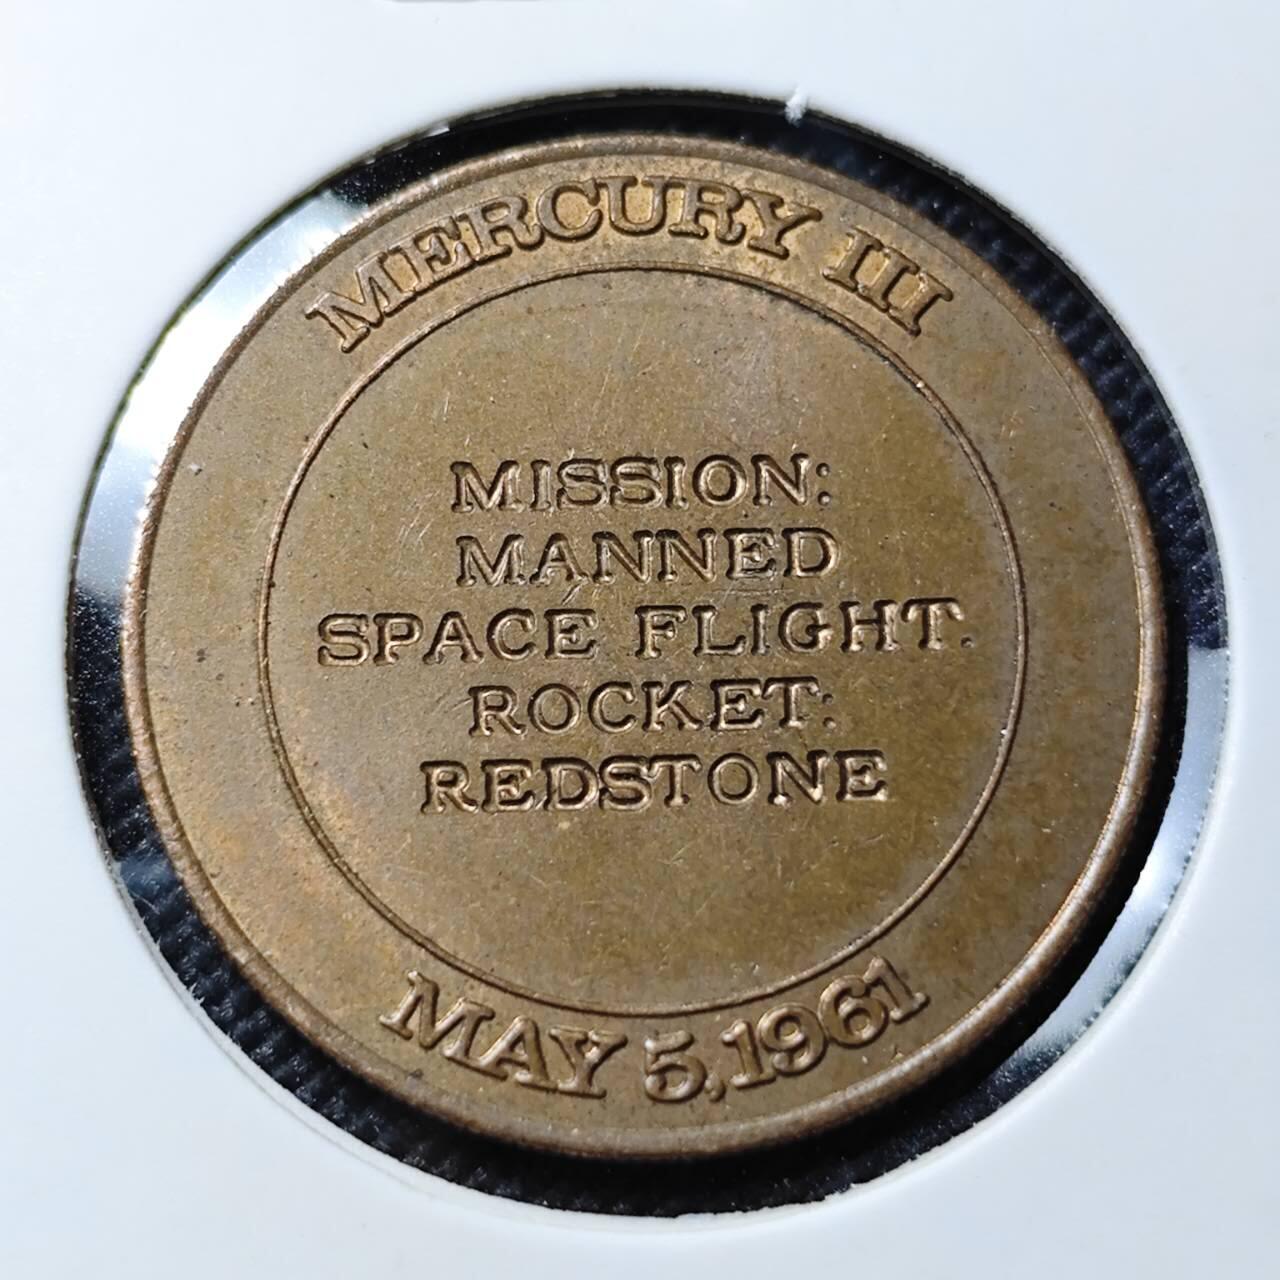 MERCURY III
MISSION:
MANNED
SPACE FLIGHT.
ROCKET:
REDSTONE
MAY 5, 1961